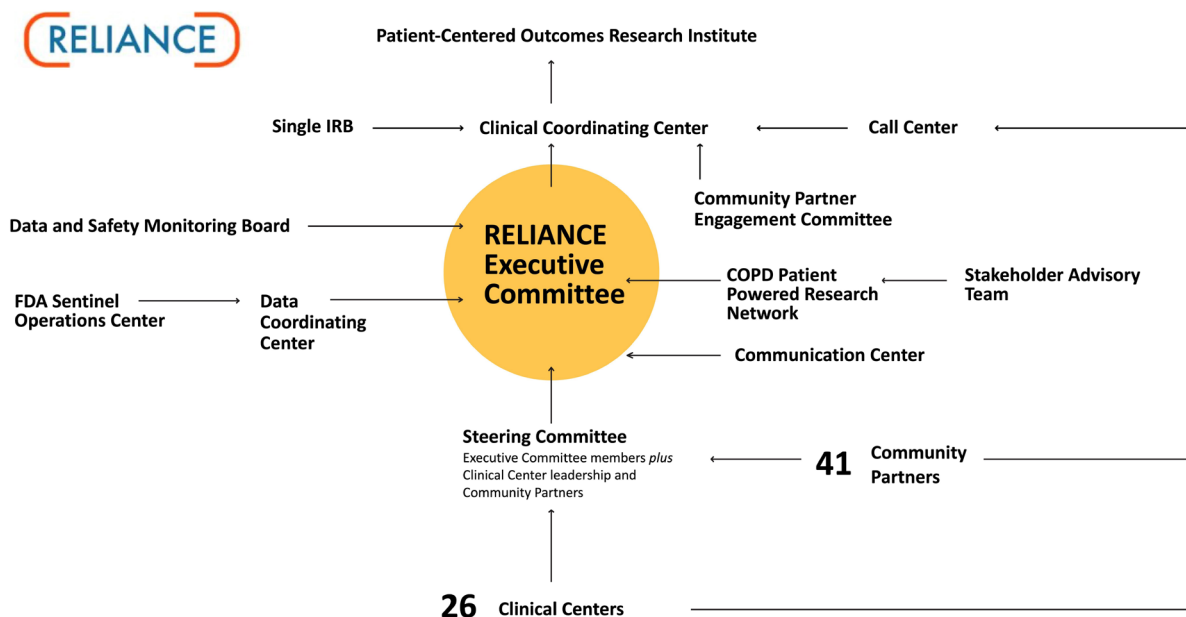 RELIANCE
Patient-Centered Outcomes Research Institute
Single IRB
Clinical Coordinating Center
Call Center
Community Partner
Engagement Committee
Data and Safety Monitoring Board
RELIANCE
Executive
Committee
COPD Patient
Powered Research
Network
Stakeholder Advisory
Team
FDA Sentinel
Operations Center
Data
Coordinating
Center
Communication Center
Steering Committee
Executive Committee members plus
Clinical Center leadership and
Community Partners
41 Community
Partners
26 Clinical Centers